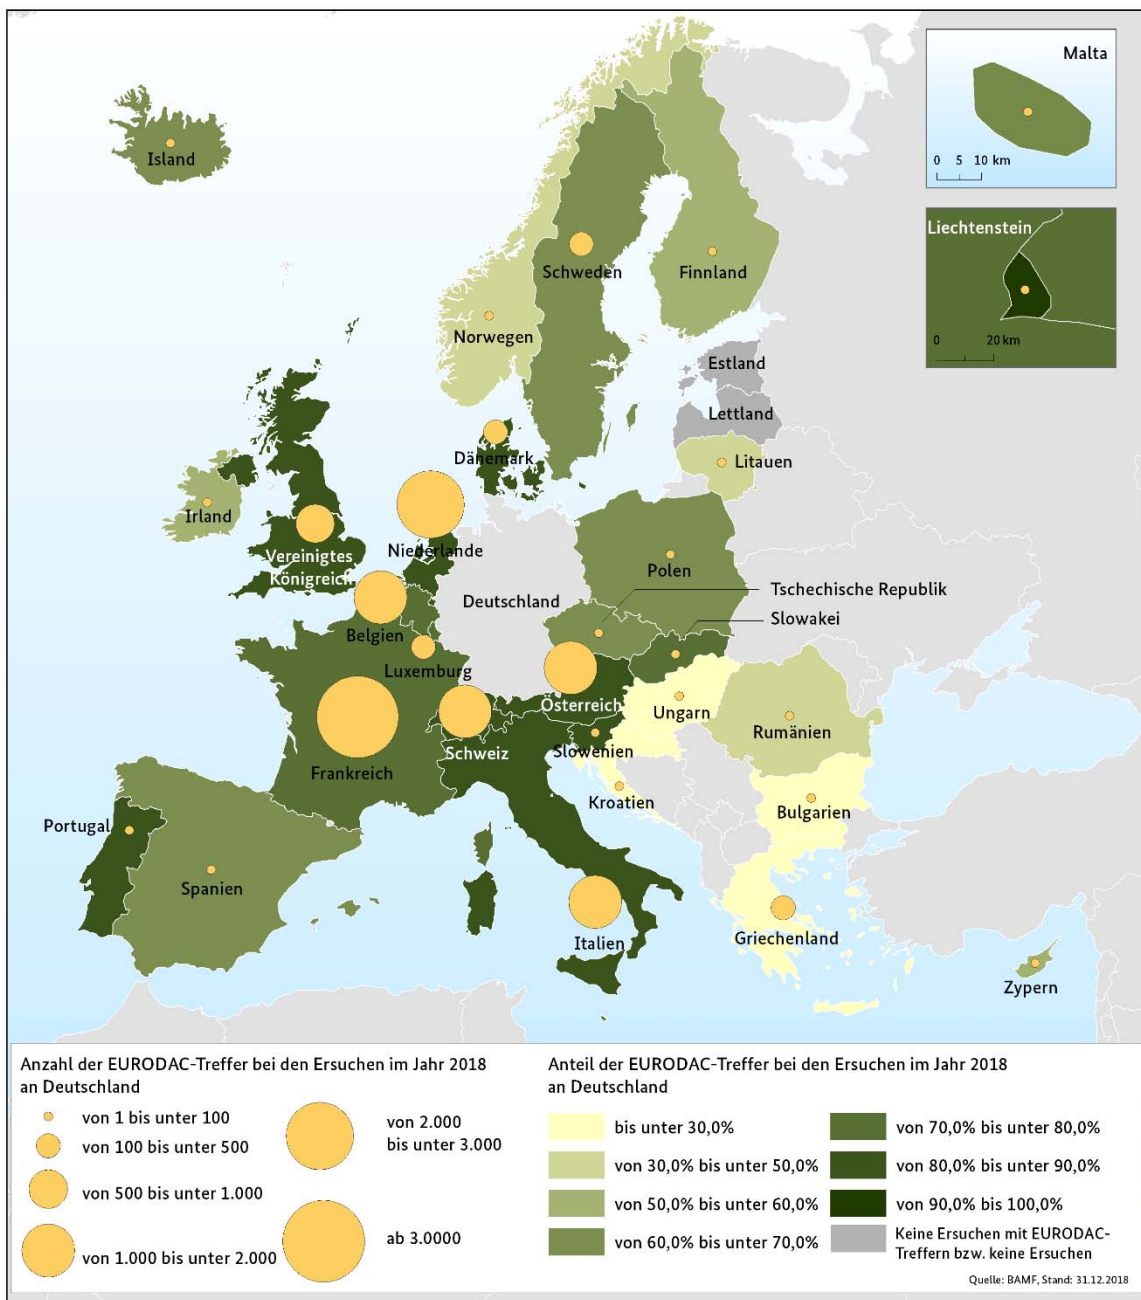 Malta
0 5 10 km
Liechtenstein
0 20 km
Island
Schweden
Finnland
Norwegen
Estland
Lettland
Litauen
Dänemark
Irland
Vereinigtes
Königreich
Niederlande
Polen
Deutschland
Tschechische Republik
Slowakei
Belgien
Luxemburg
Österreich
Ungarn
Schweiz
Slowenien
Rumänien
Frankreich
Kroatien
Bulgarien
Portugal
Spanien
Italien
Griechenland
Zypern
Anzahl der EURODAC-Treffer bei den Ersuchen im Jahr 2018
an Deutschland
von 1 bis unter 100
von 100 bis unter 500
von 500 bis unter 1.000
von 1.000 bis unter 2.000
von 2.000
bis unter 3.000
ab 3.0000
Anteil der EURODAC-Treffer bei den Ersuchen im Jahr 2018
an Deutschland
bis unter 30,0%
von 30,0% bis unter 50,0%
von 50,0% bis unter 60,0%
von 60,0% bis unter 70,0%
von 70,0% bis unter 80,0%
von 80,0% bis unter 90,0%
von 90,0% bis 100,0%
Keine Ersuchen mit EURODAC-
Treffern bzw. keine Ersuchen
Quelle: BAMF, Stand: 31.12.2018